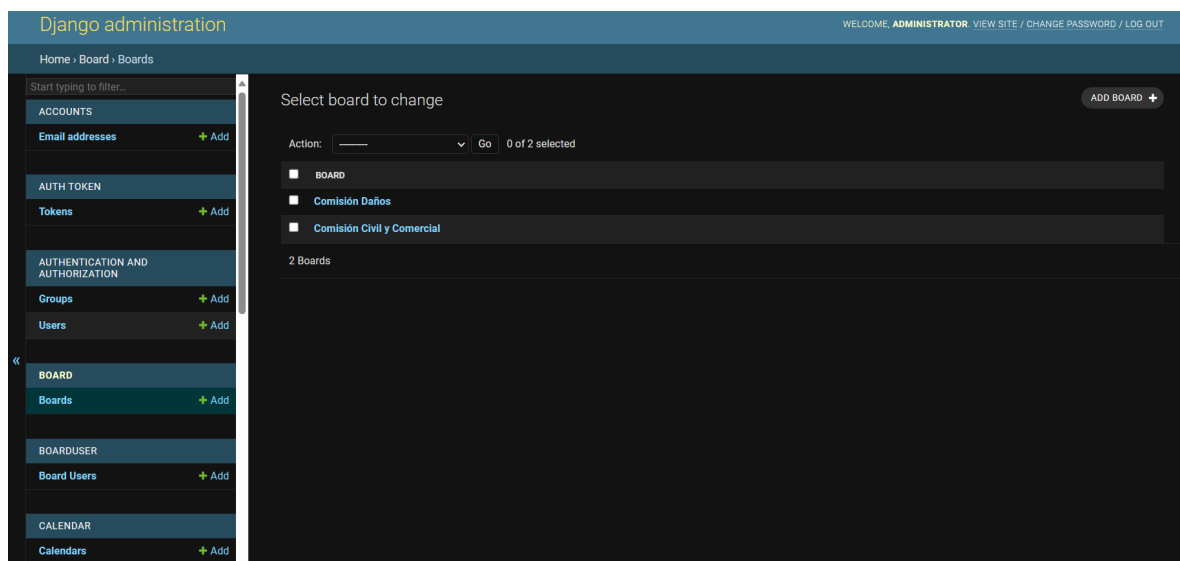 Django administration
WELCOME, ADMINISTRATOR. VIEW SITE / CHANGE PASSWORD / LOG OUT
Home › Board › Boards
Start typing to filter...
ACCOUNTS
Email addresses + Add
AUTH TOKEN
Tokens + Add
AUTHENTICATION AND
AUTHORIZATION
Groups + Add
Users + Add
«
BOARD
Boards + Add
BOARDUSER
Board Users + Add
CALENDAR
Calendars + Add
Select board to change
ADD BOARD +
Action: --------- Go 0 of 2 selected
BOARD
Comisión Daños
Comisión Civil y Comercial
2 Boards